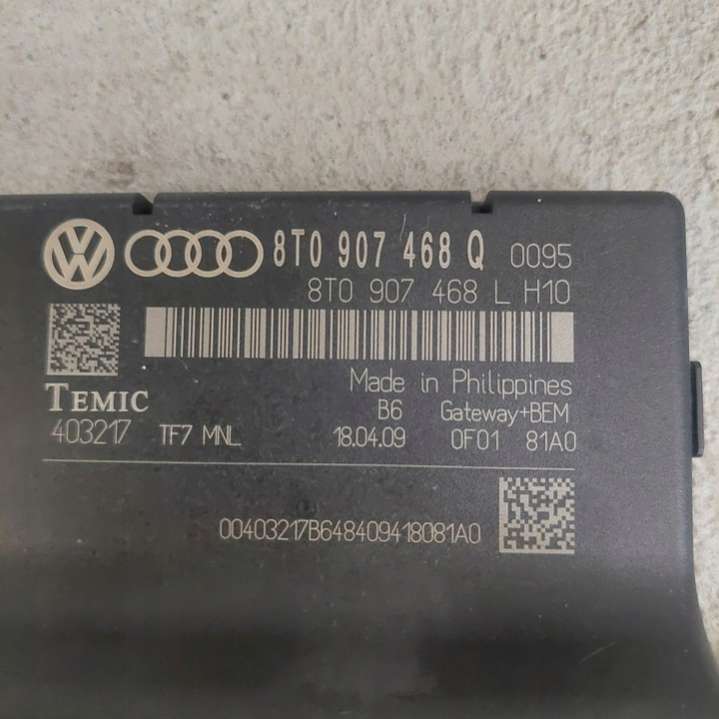 8T0 907 468 Q 0095
8T0 907 468 L H10
TEMIC
Made in Philippines
B6 Gateway+BEM
403217 TF7 MNL 18.04.09 0F01 81A0
00403217B648409418081A0